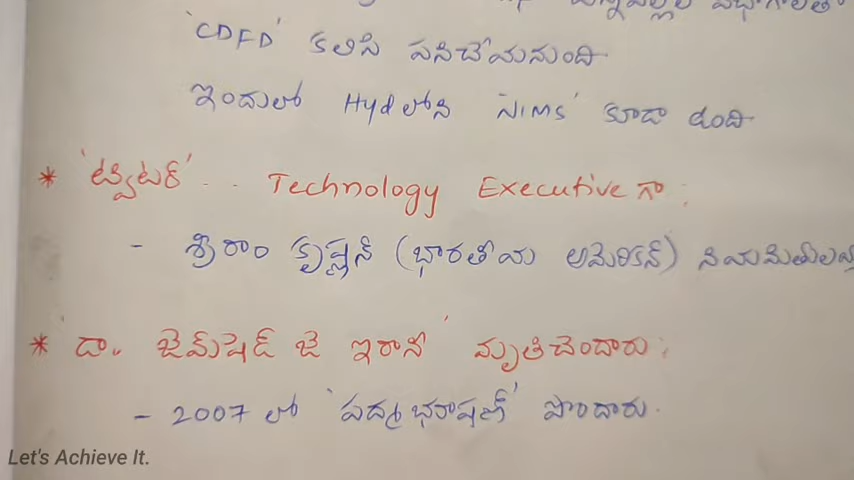 'CDFD' కలిసి పనిచేయనుంది
ఇందులో Hydలోని 'NIMS' కూడా ఉంది
* 'ట్విటర్' .. Technology Executive గా :
- శ్రీరాం కృష్ణన్ (భారతీయ అమెరికన్) నియమితులవ
* 'డా. జెమ్‌షెడ్ జె ఇరానీ' మృతిచెందారు :
- 2007 లో 'పద్మభూషణ్' పొందారు.
Let's Achieve It.